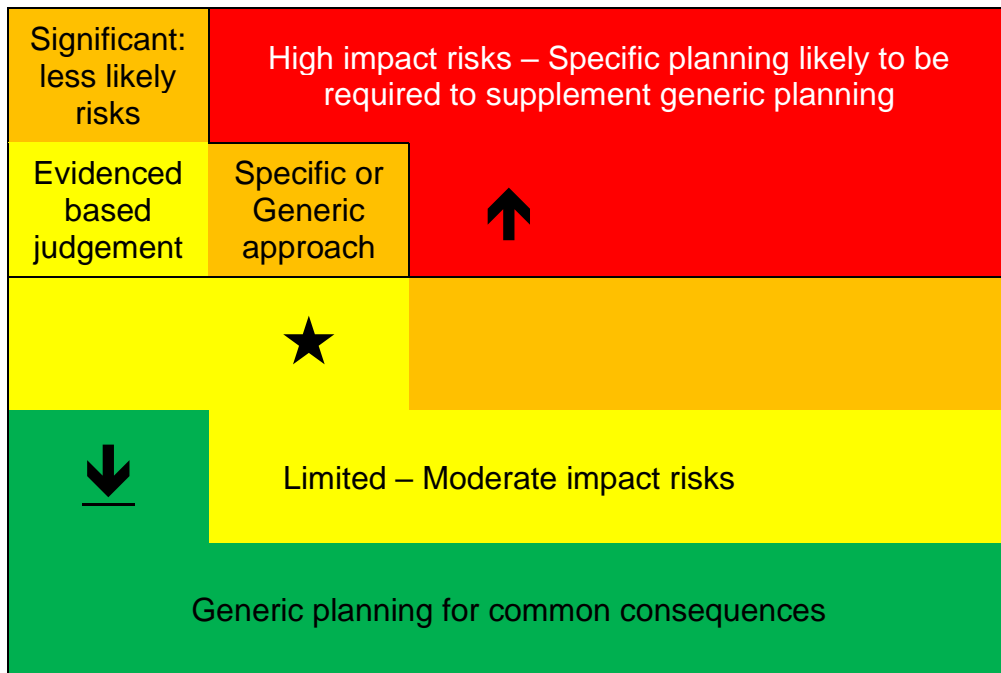 Significant:
less likely
risks
High impact risks – Specific planning likely to be
required to supplement generic planning
Evidenced
based
judgement
Specific or
Generic
approach
Limited – Moderate impact risks
Generic planning for common consequences